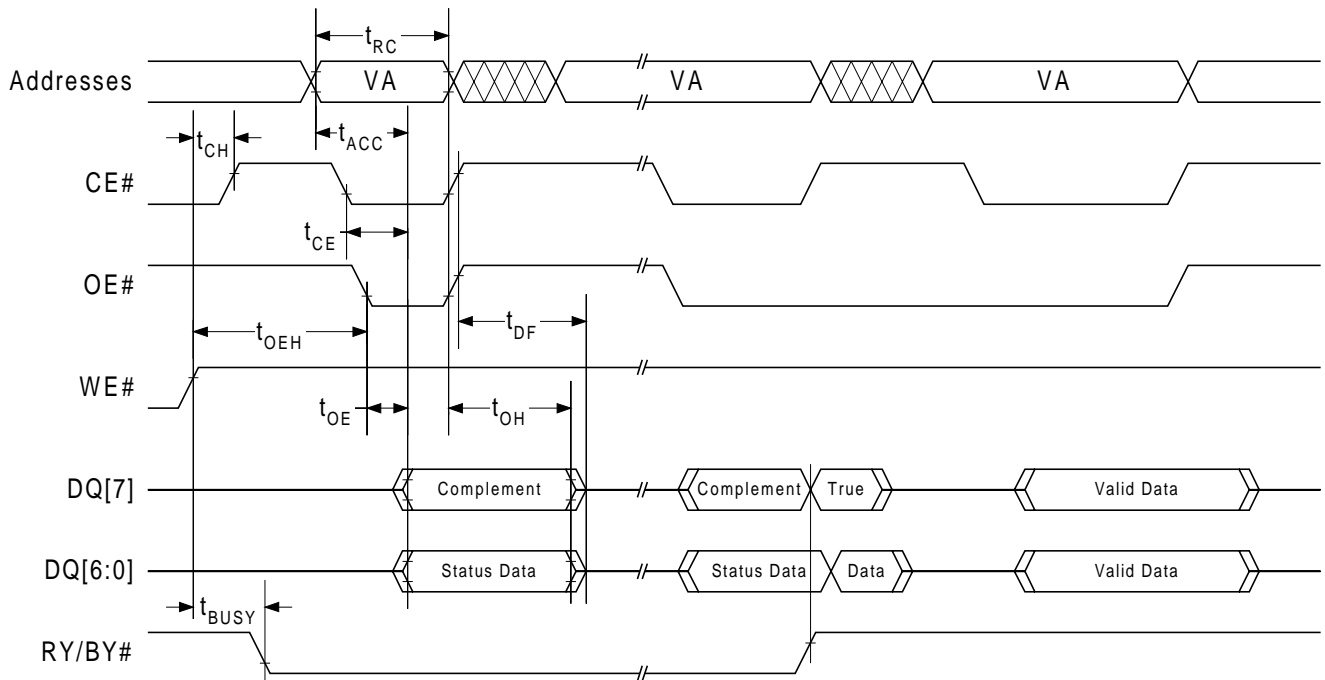 tRC
Addresses VA VA VA
tCH tACC
CE#
tCE
OE#
tOEH tDF
WE#
tOE tOH
DQ[7] Complement Complement True Valid Data
DQ[6:0] Status Data Status Data Data Valid Data
tBUSY
RY/BY#